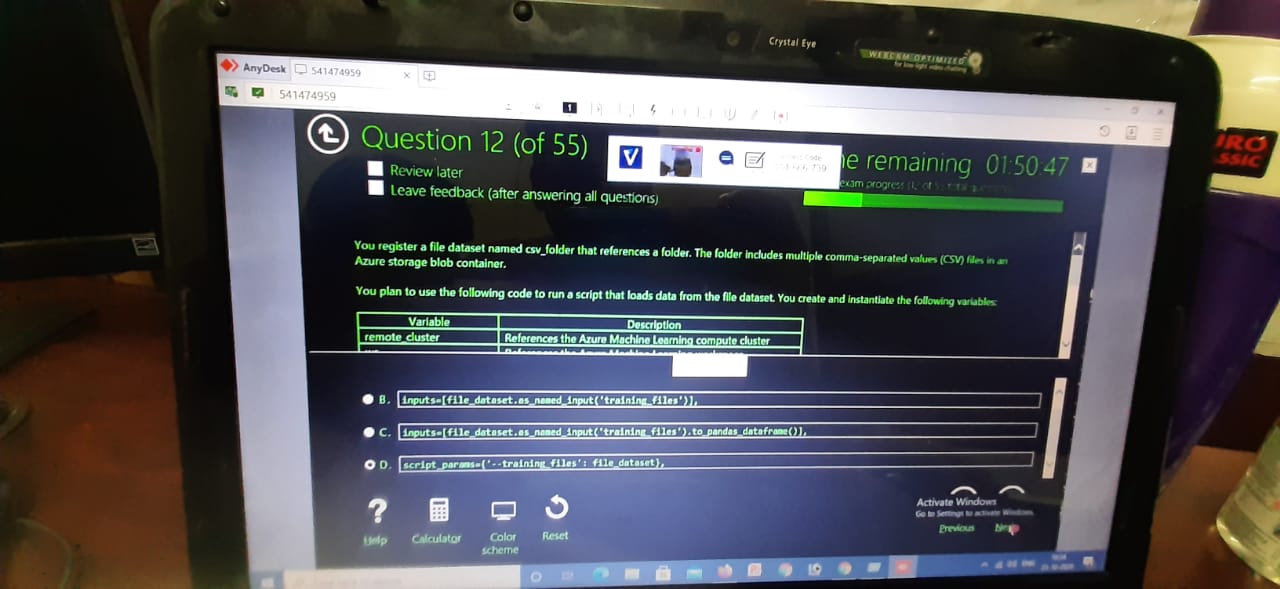 Crystal Eye
WEBCAM OPTIMIZED
for low-light video chatting
AnyDesk
541474959
541474959
Question 12 (of 55)
Review later
Leave feedback (after answering all questions)
remaining 01:50:47
exam progress
You register a file dataset named csv_folder that references a folder. The folder includes multiple comma-separated values (CSV) files in an
Azure storage blob container.
You plan to use the following code to run a script that loads data from the file dataset. You create and instantiate the following variables:
Variable Description
remote_cluster References the Azure Machine Learning compute cluster
B. inputs=[file_dataset.as_named_input('training_files')],
C. inputs=[file_dataset.as_named_input('training_files').to_pandas_dataframe()],
D. script_params={'--training_files': file_dataset},
Help
Calculator
Color
scheme
Reset
Activate Windows
Go to Settings to activate Windows.
Previous
Next